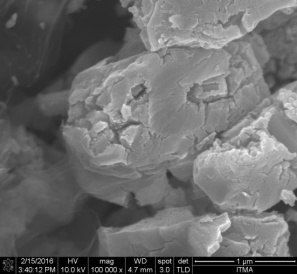 2/15/2016 HV mag WD spot det 1 µm
3:40:12 PM 10.0 kV 100 000 x 4.7 mm 3.0 TLD ITMA